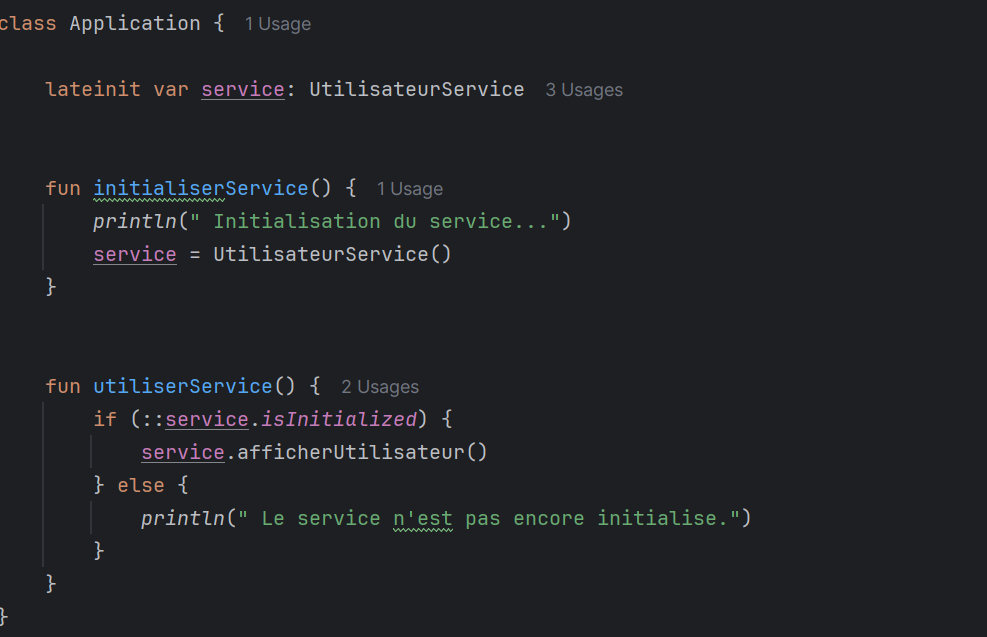 class Application {  1 Usage
    lateinit var service: UtilisateurService  3 Usages
    fun initialiserService() {  1 Usage
        println(" Initialisation du service...")
        service = UtilisateurService()
    }
    fun utiliserService() {  2 Usages
        if (::service.isInitialized) {
            service.afficherUtilisateur()
        } else {
            println(" Le service n'est pas encore initialise.")
        }
    }
}